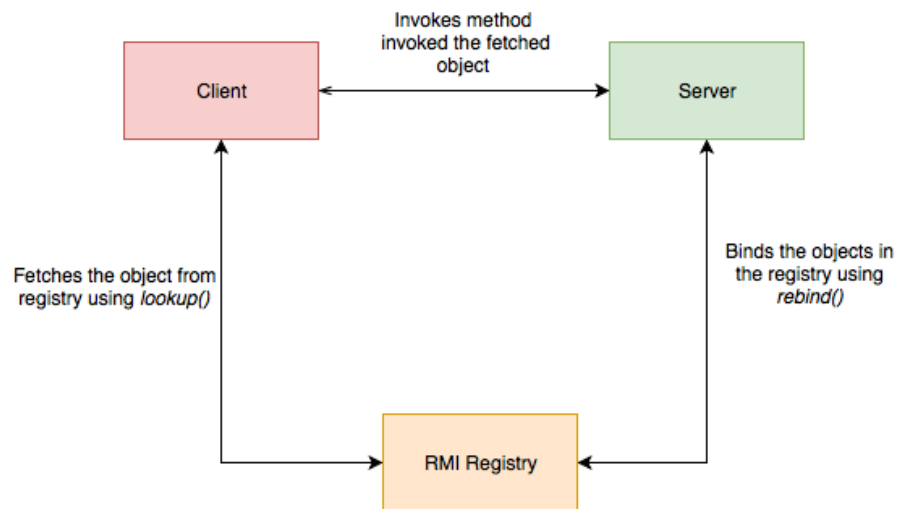 Invokes method
invoked the fetched
object
Client
Server
Fetches the object from
registry using lookup()
Binds the objects in
the registry using
rebind()
RMI Registry